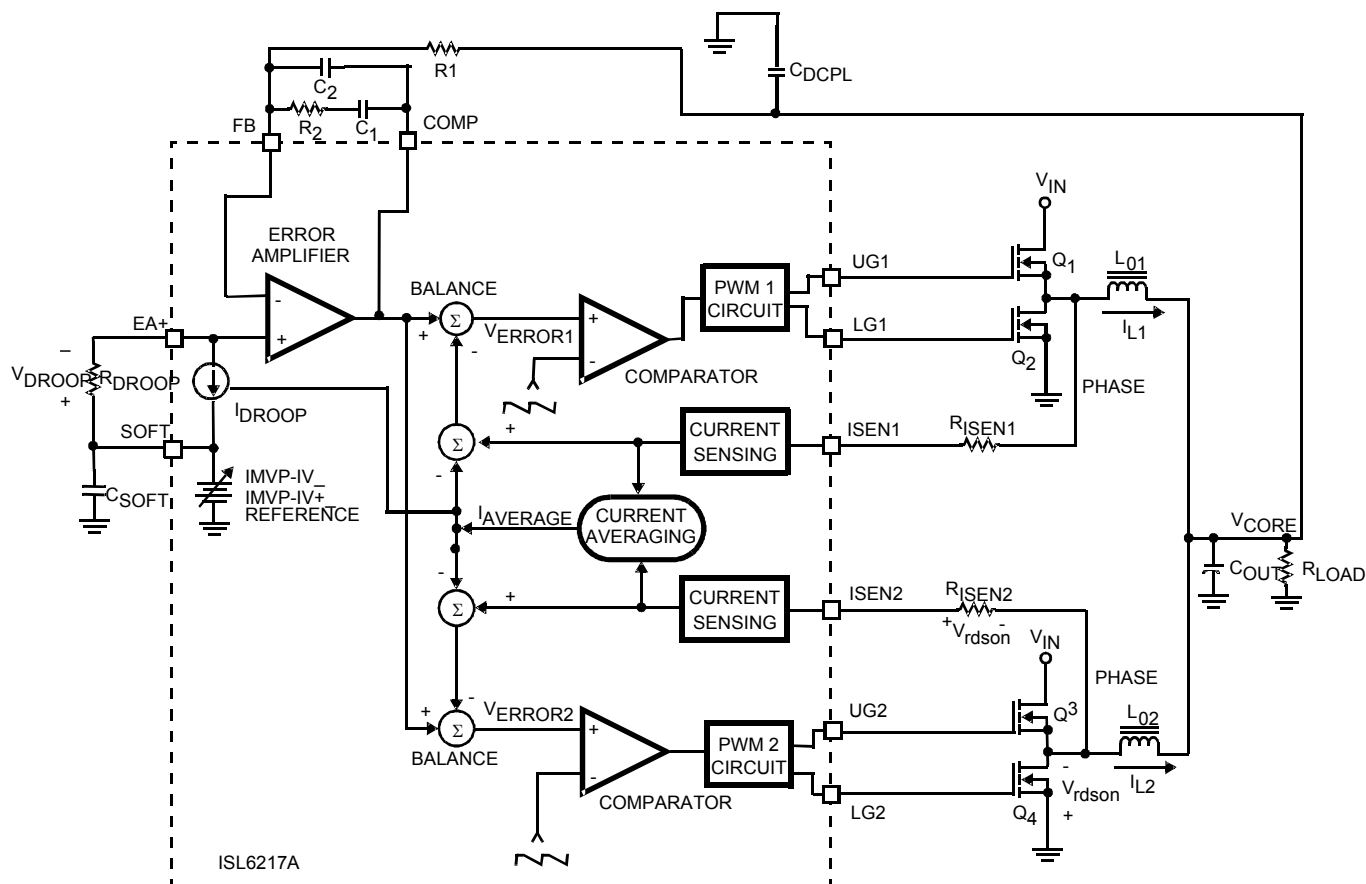 R1
C2
R2
C1
CDCPL
FB
COMP
ERROR
AMPLIFIER
-
+
EA+
–
VDROOP
+
RDROOP
IDROOP
SOFT
CSOFT
IMVP-IV_
IMVP-IV+_
REFERENCE
BALANCE
Σ
+
-
VERROR1
+
-
COMPARATOR
PWM 1
CIRCUIT
UG1
LG1
VIN
Q1
Q2
L01
IL1
PHASE
Σ
+
-
CURRENT
SENSING
ISEN1
RISEN1
IAVERAGE
CURRENT
AVERAGING
VCORE
COUT
RLOAD
-
Σ
+
CURRENT
SENSING
ISEN2
RISEN2
+
Vrdson
-
VIN
PHASE
-
+
Σ
BALANCE
VERROR2
+
-
COMPARATOR
PWM 2
CIRCUIT
UG2
LG2
Q3
Q4
-
Vrdson
+
L02
IL2
ISL6217A